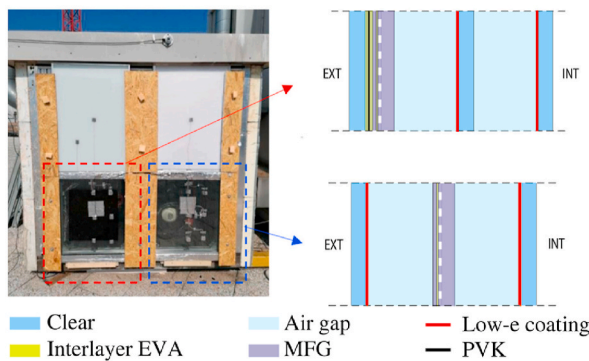 EXT
INT
EXT
INT
Clear
Air gap
Low-e coating
Interlayer EVA
MFG
PVK